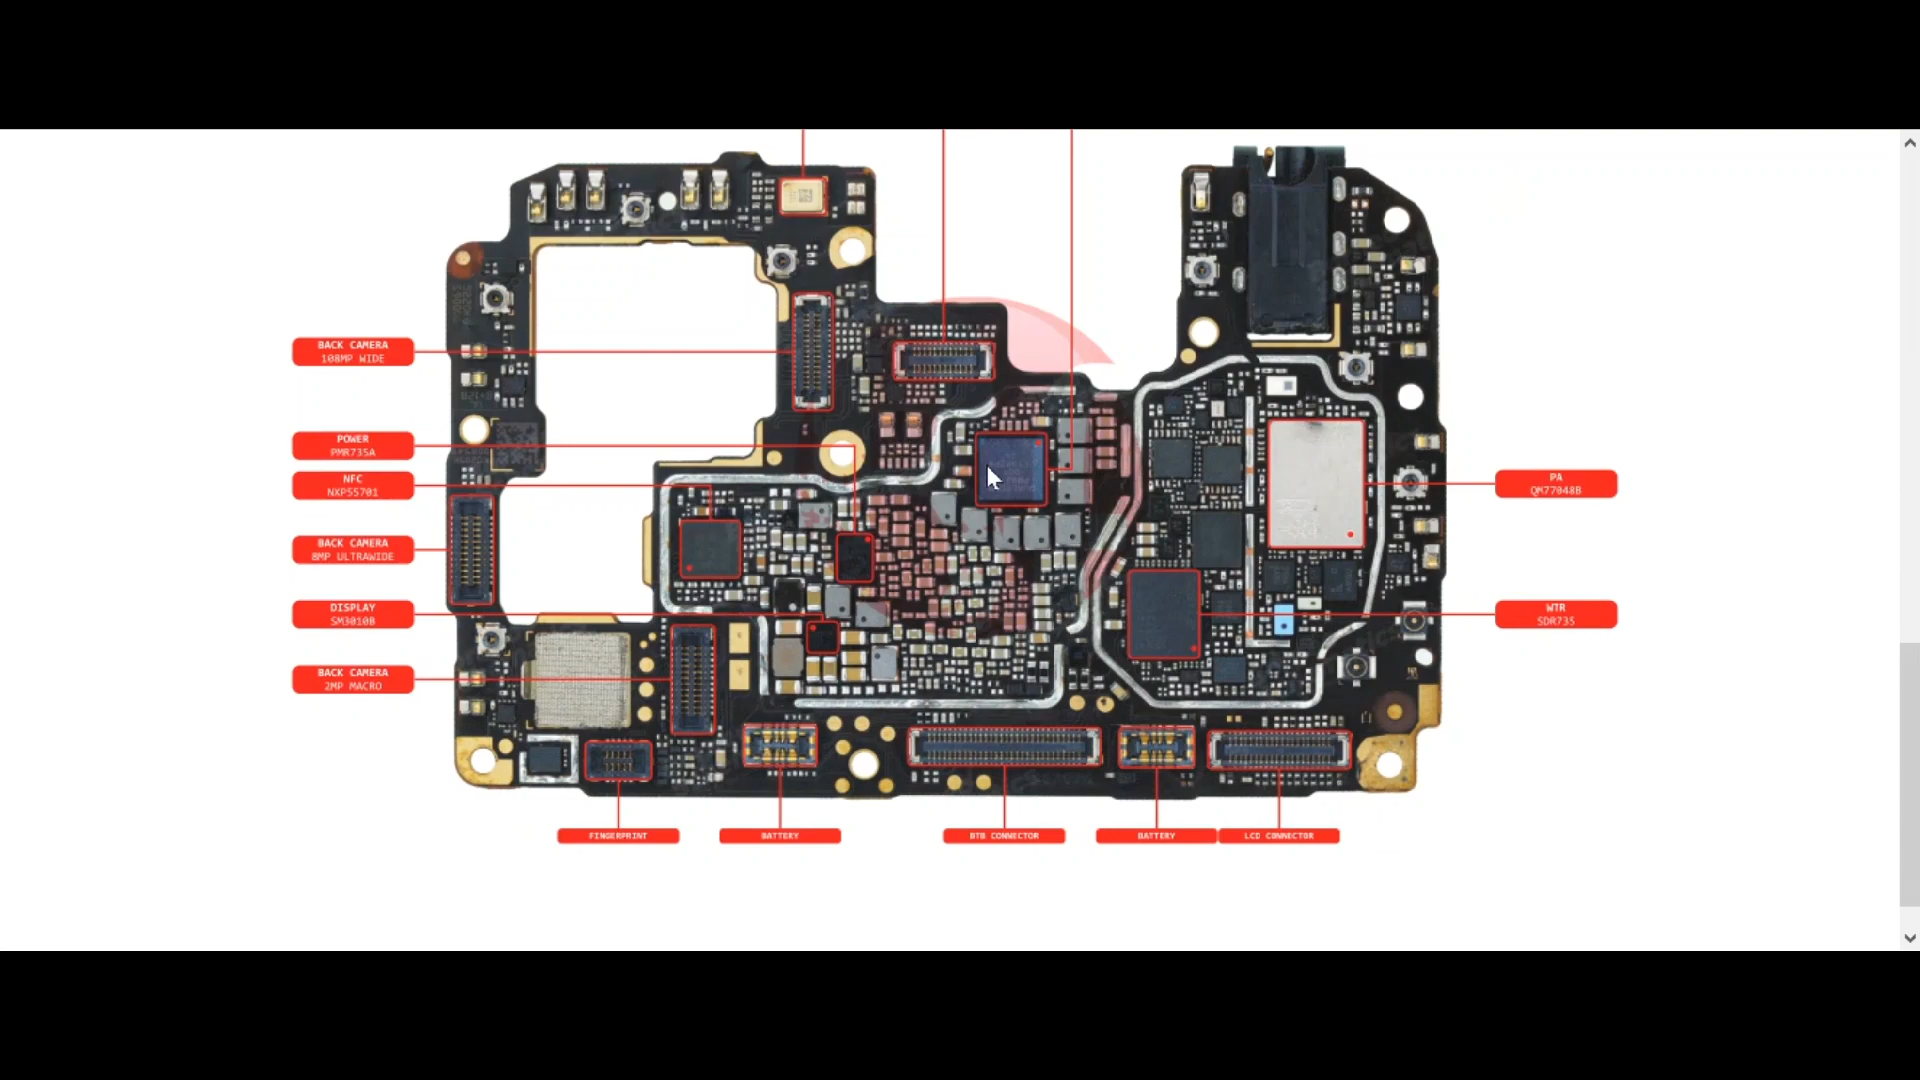 BACK CAMERA
108MP WIDE
POWER
PMR735A
NFC
NXP55701
BACK CAMERA
8MP ULTRAWIDE
DISPLAY
SM3010B
BACK CAMERA
2MP MACRO
PA
QM77048B
WTR
SDR735
FINGERPRINT
BATTERY
BTB CONNECTOR
BATTERY
LCD CONNECTOR